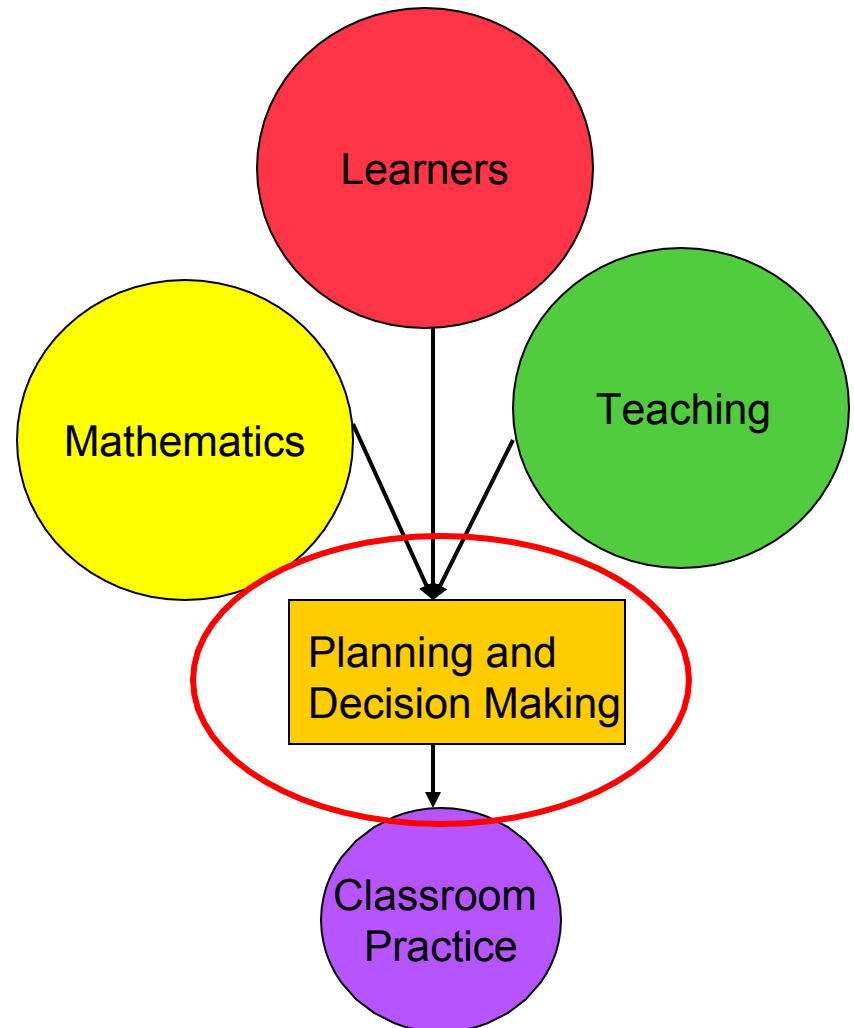 Learners
Teaching
Mathematics
Planning and
Decision Making
Classroom
Practice